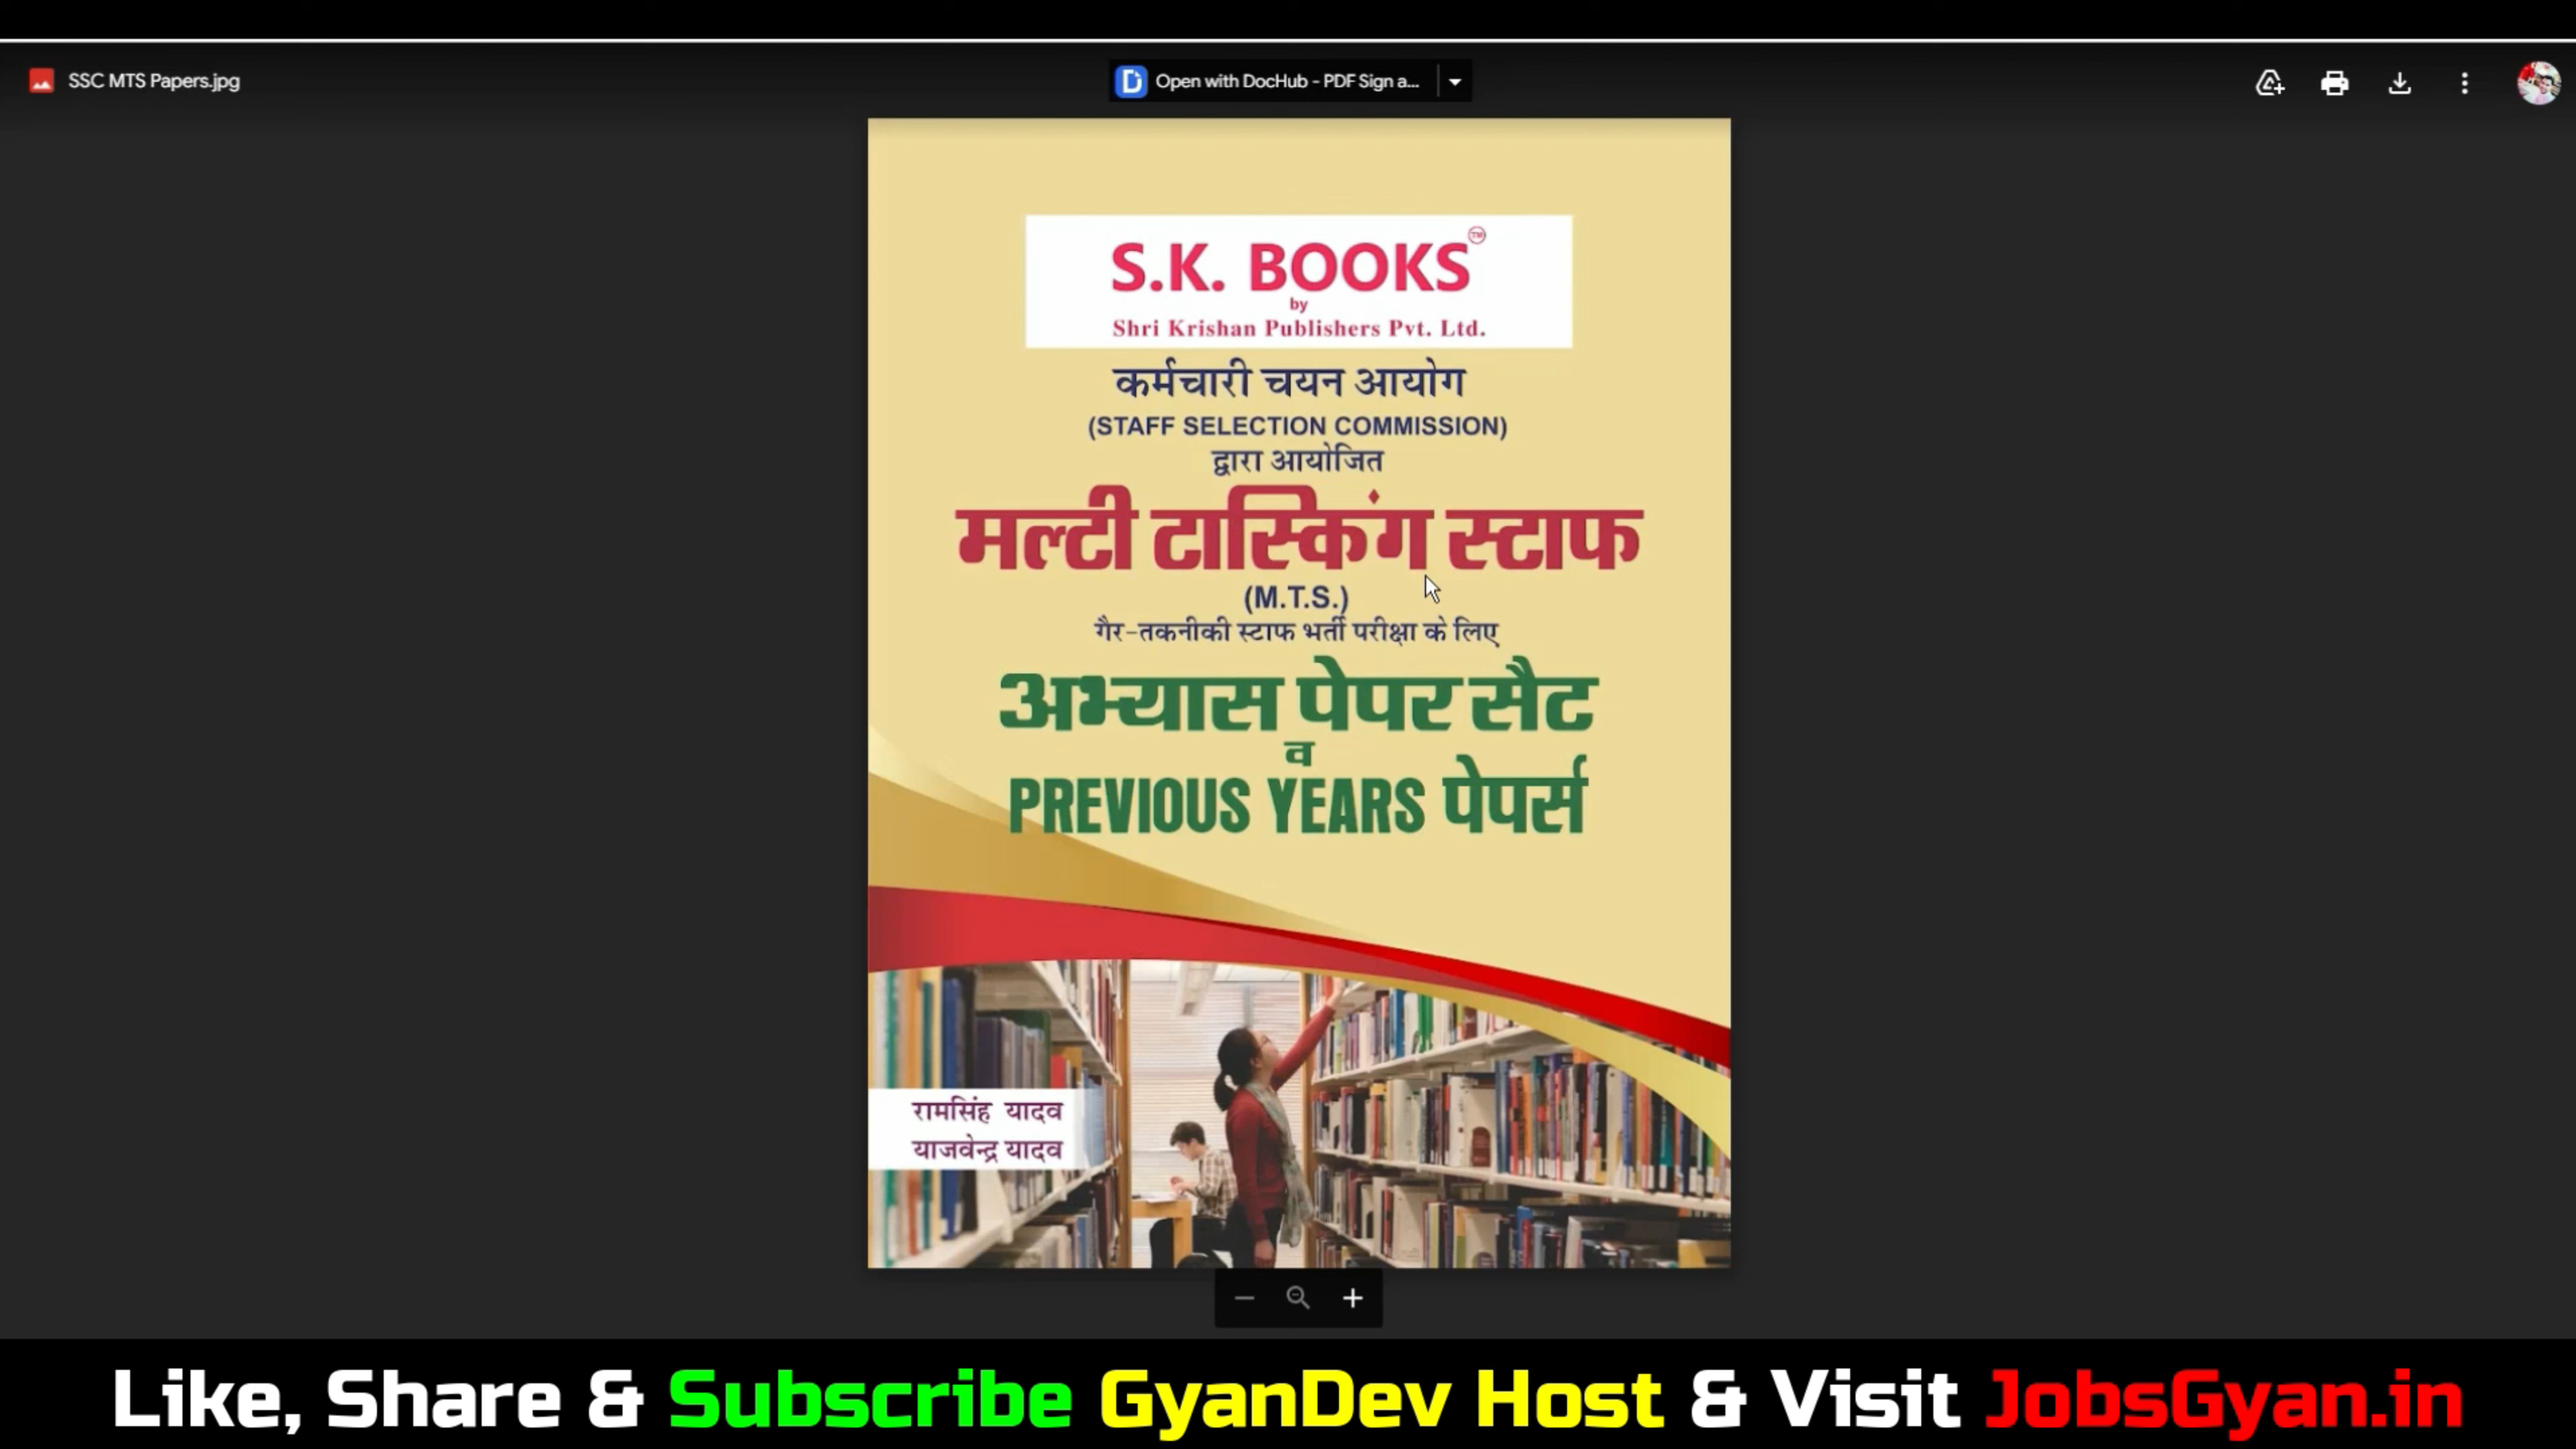 SSC MTS Papers.jpg
Open with DocHub - PDF Sign a...
S.K. BOOKS TM
by
Shri Krishan Publishers Pvt. Ltd.
कर्मचारी चयन आयोग
(STAFF SELECTION COMMISSION)
द्वारा आयोजित
मल्टी टास्किंग स्टाफ
(M.T.S.)
गैर-तकनीकी स्टाफ भर्ती परीक्षा के लिए
अभ्यास पेपर सैट
व
PREVIOUS YEARS पेपर्स
रामसिंह यादव
याजवेन्द्र यादव
Like, Share & Subscribe GyanDev Host & Visit JobsGyan.in